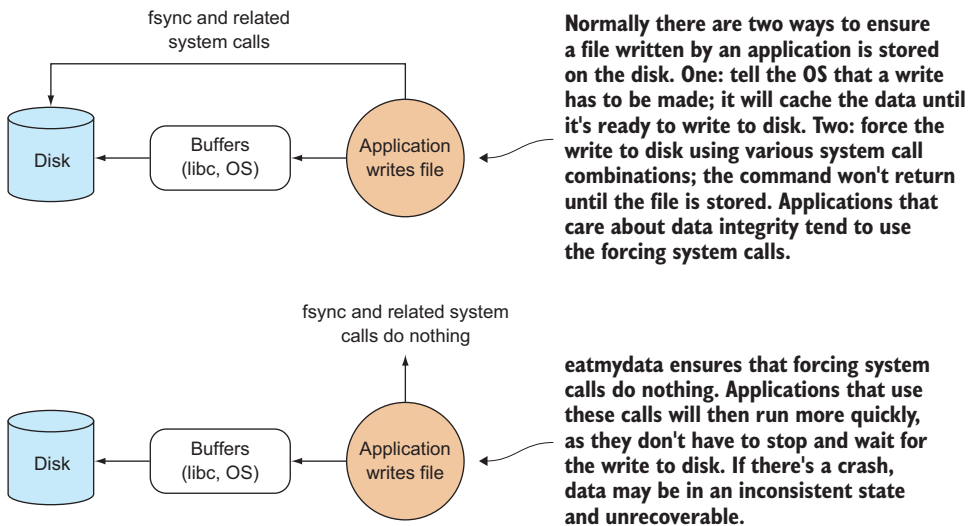 fsync and related
system calls
Disk
Buffers
(libc, OS)
Application
writes file
Normally there are two ways to ensure
a file written by an application is stored
on the disk. One: tell the OS that a write
has to be made; it will cache the data until
it's ready to write to disk. Two: force the
write to disk using various system call
combinations; the command won't return
until the file is stored. Applications that
care about data integrity tend to use
the forcing system calls.
fsync and related system
calls do nothing
Disk
Buffers
(libc, OS)
Application
writes file
eatmydata ensures that forcing system
calls do nothing. Applications that use
these calls will then run more quickly,
as they don't have to stop and wait for
the write to disk. If there's a crash,
data may be in an inconsistent state
and unrecoverable.